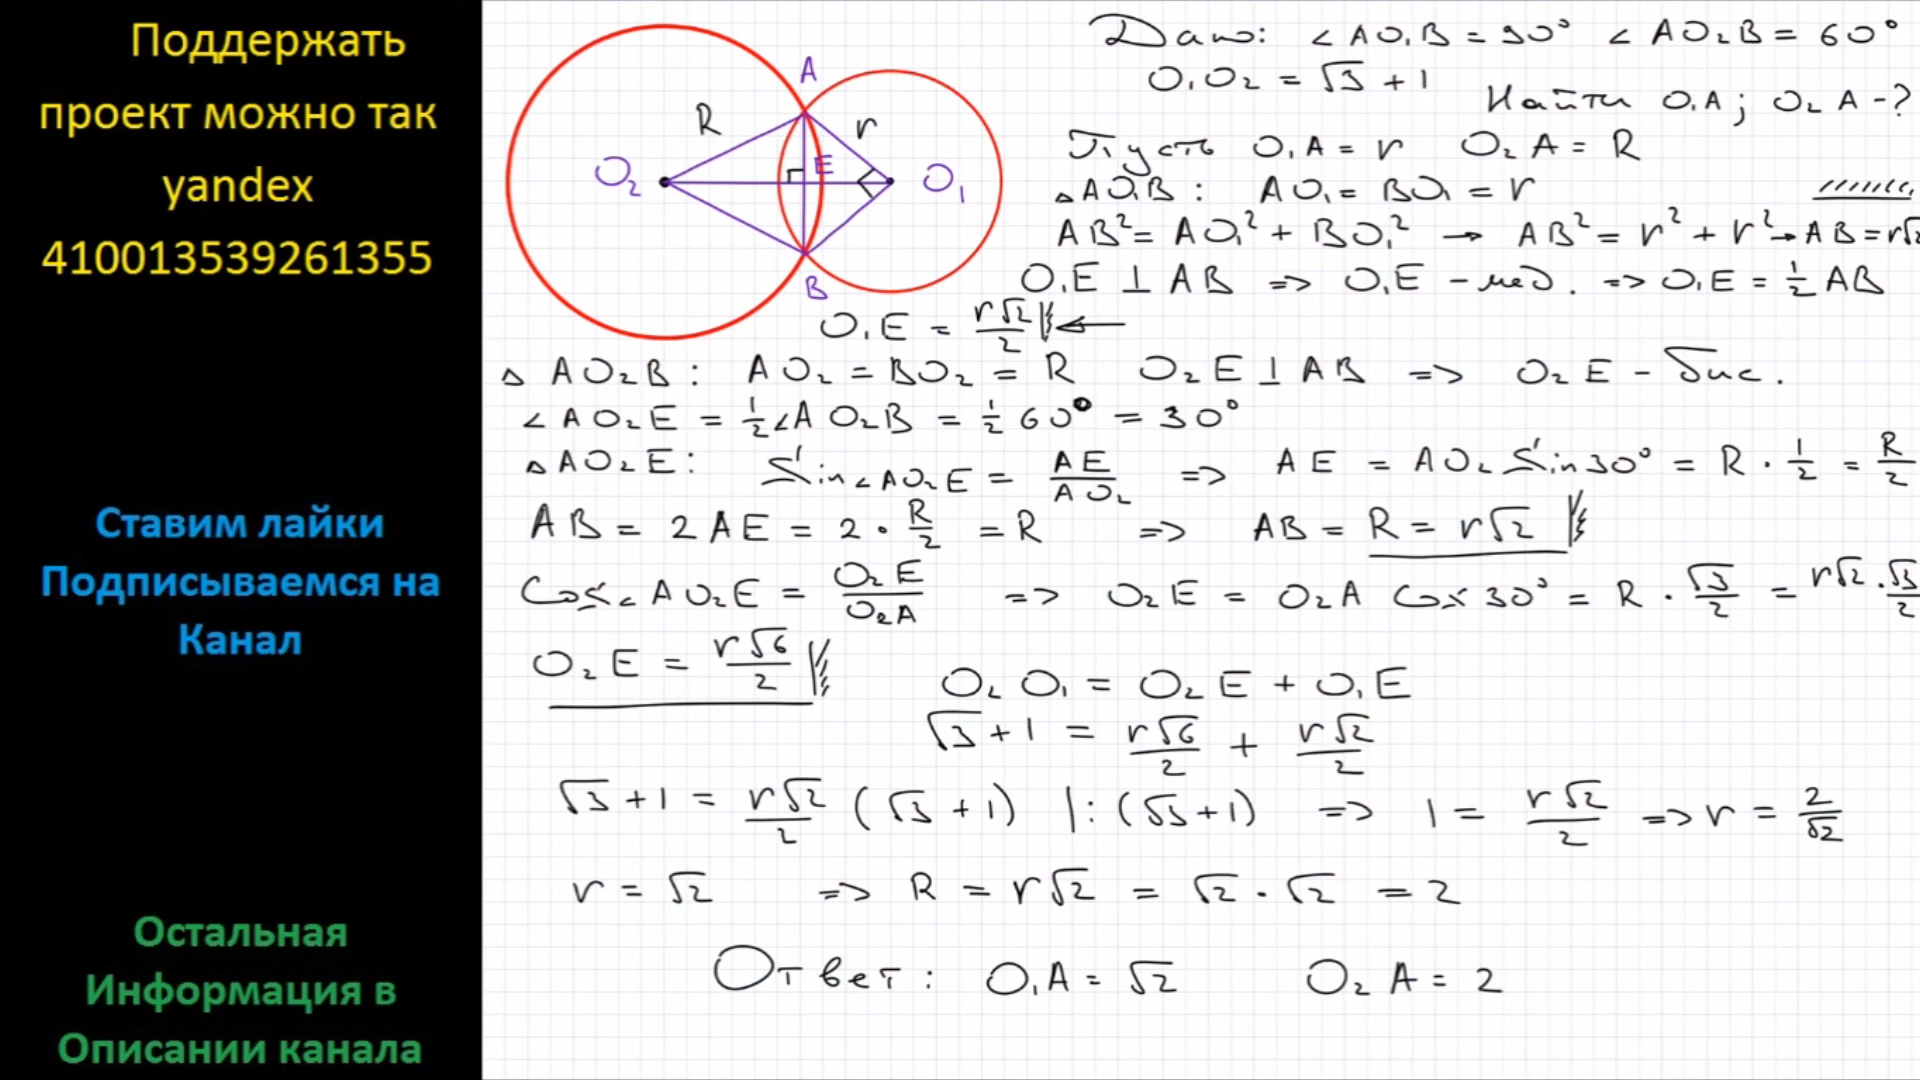 Поддержать
проект можно так
yandex
410013539261355
Ставим лайки
Подписываемся на
Канал
Остальная
Информация в
Описании канала
A
R
r
O₂
E
O₁
B
Дано: ∠AO₁B = 90° ∠AO₂B = 60°
O₁O₂ = √3 + 1
Найти O₁A; O₂A - ?
Пусть O₁A = r O₂A = R
△AO₁B: AO₁ = BO₁ = r
AB² = AO₁² + BO₁² → AB² = r² + r² → AB = r√2
O₁E ⊥ AB => O₁E - мед. => O₁E = 1/2 AB
O₁E = r√2/2 ←
△AO₂B: AO₂ = BO₂ = R O₂E ⊥ AB => O₂E - бис.
∠AO₂E = 1/2 ∠AO₂B = 1/2 60° = 30°
△AO₂E: Sin∠AO₂E = AE/AO₂ => AE = AO₂ Sin30° = R · 1/2 = R/2
AB = 2AE = 2 · R/2 = R => AB = R = r√2
Cos∠AO₂E = O₂E/O₂A => O₂E = O₂A Cos30° = R · √3/2 = r√2·√3/2
O₂E = r√6/2
O₂O₁ = O₂E + O₁E
√3 + 1 = r√6/2 + r√2/2
√3 + 1 = r√2/2 (√3 + 1) |: (√3 + 1) => 1 = r√2/2 => r = 2/√2
r = √2 => R = r√2 = √2 · √2 = 2
Ответ: O₁A = √2 O₂A = 2